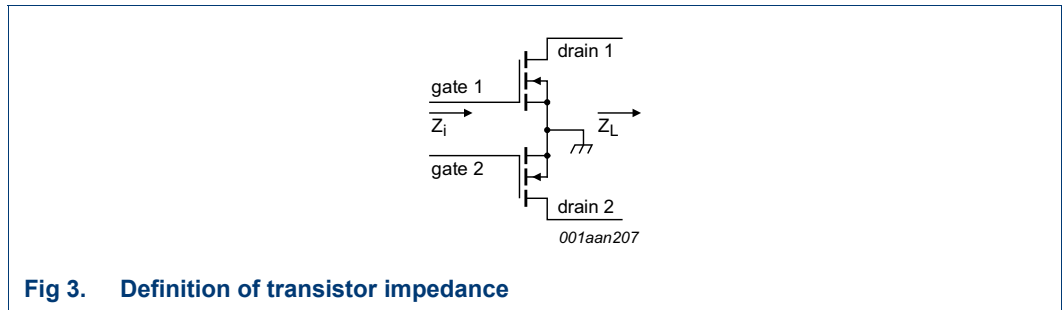 drain 1
gate 1
Zi
ZL
gate 2
drain 2
001aan207
Fig 3. Definition of transistor impedance